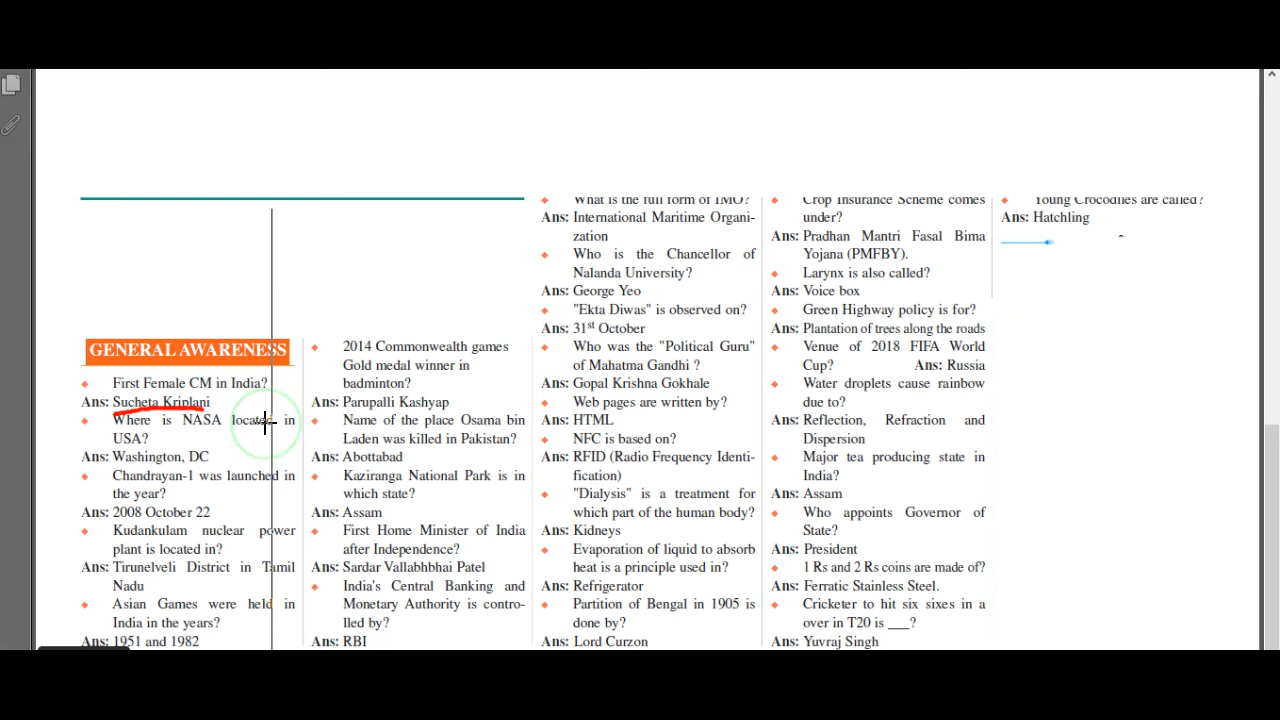 GENERAL AWARENESS
First Female CM in India?
Ans: Sucheta Kriplani
Where is NASA located in
USA?
Ans: Washington, DC
Chandrayan-1 was launched in
the year?
Ans: 2008 October 22
Kudankulam nuclear power
plant is located in?
Ans: Tirunelveli District in Tamil
Nadu
Asian Games were held in
India in the years?
Ans: 1951 and 1982
2014 Commonwealth games
Gold medal winner in
badminton?
Ans: Parupalli Kashyap
Name of the place Osama bin
Laden was killed in Pakistan?
Ans: Abottabad
Kaziranga National Park is in
which state?
Ans: Assam
First Home Minister of India
after Independence?
Ans: Sardar Vallabhbhai Patel
India's Central Banking and
Monetary Authority is contro-
lled by?
Ans: RBI
What is the full form of IMO?
Ans: International Maritime Organi-
zation
Who is the Chancellor of
Nalanda University?
Ans: George Yeo
"Ekta Diwas" is observed on?
Ans: 31st October
Who was the "Political Guru"
of Mahatma Gandhi ?
Ans: Gopal Krishna Gokhale
Web pages are written by?
Ans: HTML
NFC is based on?
Ans: RFID (Radio Frequency Identi-
fication)
"Dialysis" is a treatment for
which part of the human body?
Ans: Kidneys
Evaporation of liquid to absorb
heat is a principle used in?
Ans: Refrigerator
Partition of Bengal in 1905 is
done by?
Ans: Lord Curzon
Crop Insurance Scheme comes
under?
Ans: Pradhan Mantri Fasal Bima
Yojana (PMFBY).
Larynx is also called?
Ans: Voice box
Green Highway policy is for?
Ans: Plantation of trees along the roads
Venue of 2018 FIFA World
Cup? Ans: Russia
Water droplets cause rainbow
due to?
Ans: Reflection, Refraction and
Dispersion
Major tea producing state in
India?
Ans: Assam
Who appoints Governor of
State?
Ans: President
1 Rs and 2 Rs coins are made of?
Ans: Ferratic Stainless Steel.
Cricketer to hit six sixes in a
over in T20 is ___?
Ans: Yuvraj Singh
Young Crocodiles are called?
Ans: Hatchling